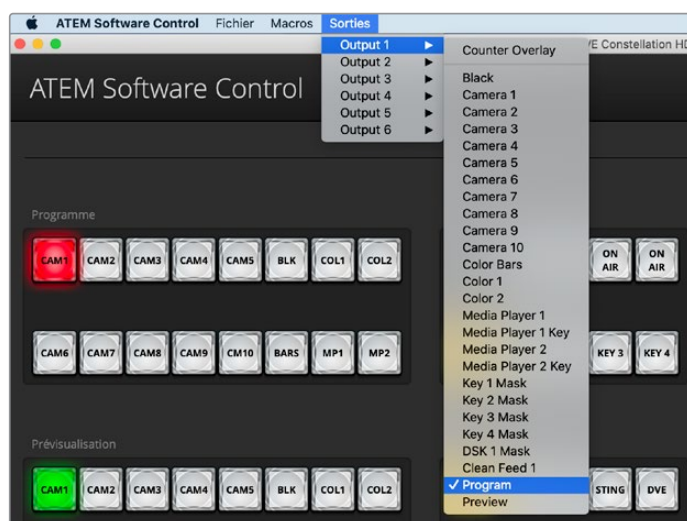 ATEM Software Control Fichier Macros Sorties
VE Constellation HD
Output 1
Output 2
Output 3
Output 4
Output 5
Output 6
Counter Overlay
Black
Camera 1
Camera 2
Camera 3
Camera 4
Camera 5
Camera 6
Camera 7
Camera 8
Camera 9
Camera 10
Color Bars
Color 1
Color 2
Media Player 1
Media Player 1 Key
Media Player 2
Media Player 2 Key
Key 1 Mask
Key 2 Mask
Key 3 Mask
Key 4 Mask
DSK 1 Mask
Clean Feed 1
✓ Program
Preview
ATEM Software Control
Programme
CAM1 CAM2 CAM3 CAM4 CAM5 BLK COL1 COL2
CAM6 CAM7 CAM8 CAM9 CM10 BARS MP1 MP2
ON AIR ON AIR
KEY 3 KEY 4
Prévisualisation
CAM1 CAM2 CAM3 CAM4 CAM5 BLK COL1 COL2
STING DVE